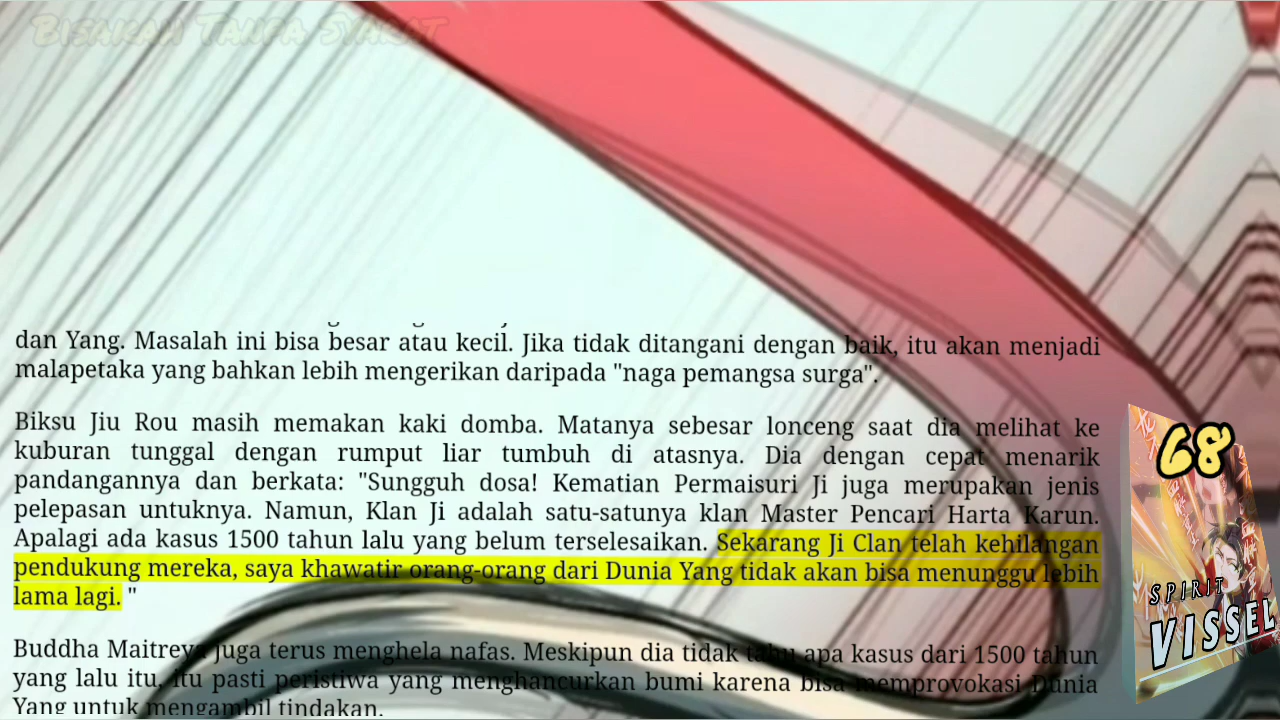 Bisakah Tanpa Syarat
dan Yang. Masalah ini bisa besar atau kecil. Jika tidak ditangani dengan baik, itu akan menjadi
malapetaka yang bahkan lebih mengerikan daripada "naga pemangsa surga".
Biksu Jiu Rou masih memakan kaki domba. Matanya sebesar lonceng saat dia melihat ke
kuburan tunggal dengan rumput liar tumbuh di atasnya. Dia dengan cepat menarik
pandangannya dan berkata: "Sungguh dosa! Kematian Permaisuri Ji juga merupakan jenis
pelepasan untuknya. Namun, Klan Ji adalah satu-satunya klan Master Pencari Harta Karun.
Apalagi ada kasus 1500 tahun lalu yang belum terselesaikan. Sekarang Ji Clan telah kehilangan
pendukung mereka, saya khawatir orang-orang dari Dunia Yang tidak akan bisa menunggu lebih
lama lagi. "
Buddha Maitreya juga terus menghela nafas. Meskipun dia tidak tahu apa kasus dari 1500 tahun
yang lalu itu, itu pasti peristiwa yang menghancurkan bumi karena bisa memprovokasi Dunia
Yang untuk mengambil tindakan.
68
SPIRIT
VISSEL